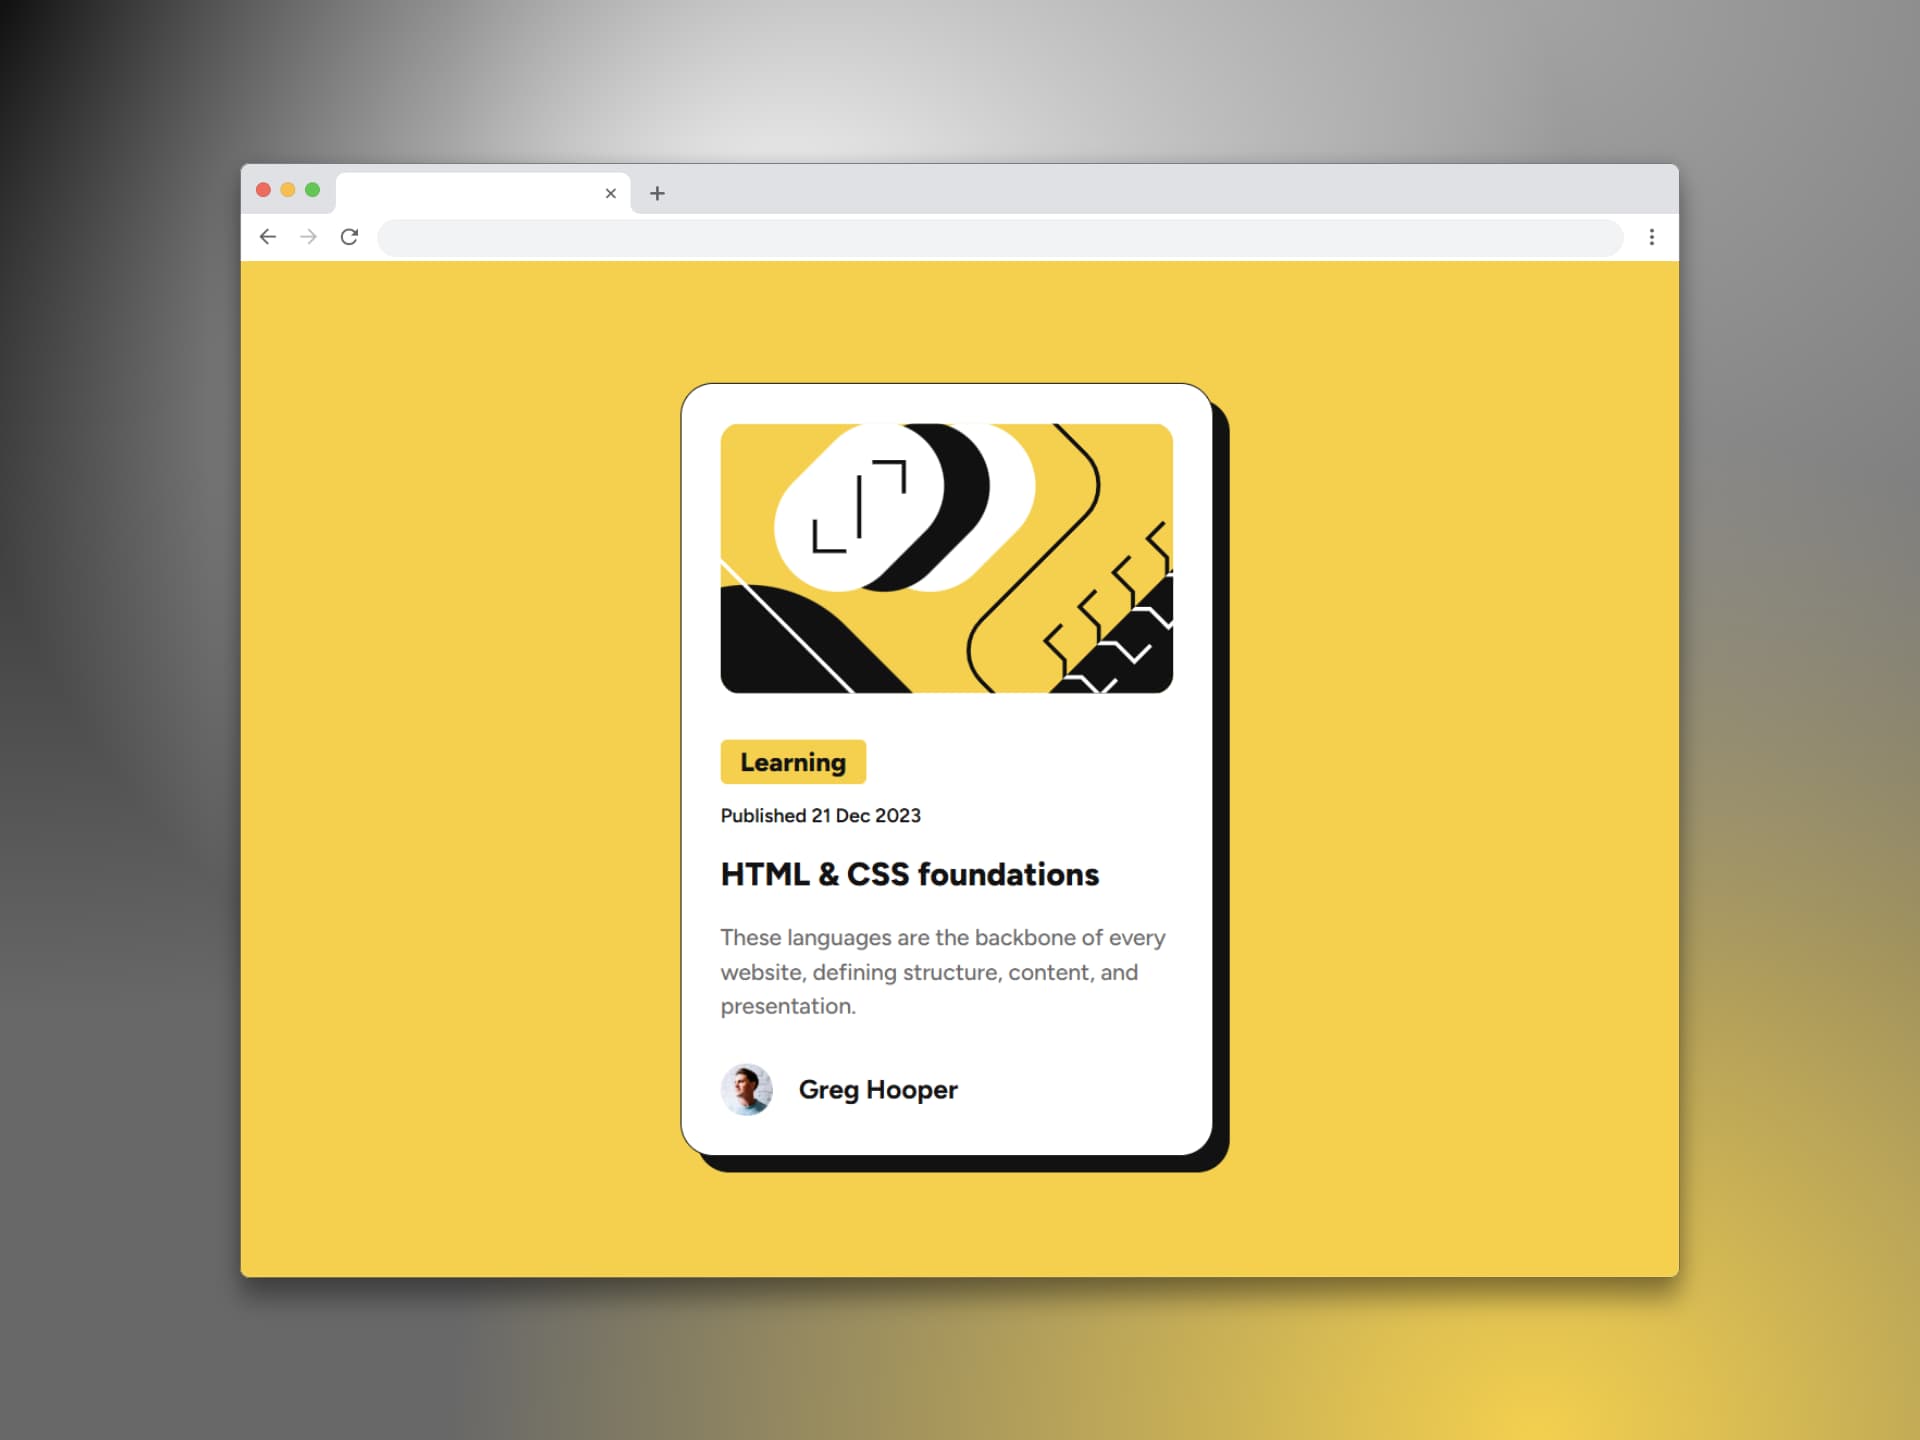 Learning
Published 21 Dec 2023
HTML & CSS foundations
These languages are the backbone of every
website, defining structure, content, and
presentation.
Greg Hooper